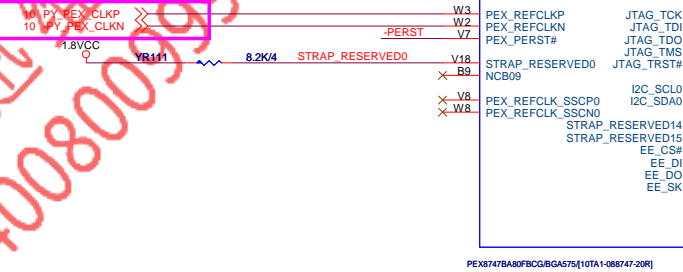 10 PY_PEX_CLKP
10 PY-PEX_CLKN
1.8VCC
YR111 8.2K/4 STRAP_RESERVED0
-PERST
W3 PEX_REFCLKP JTAG_TCK
W2 PEX_REFCLKN JTAG_TDI
V7 PEX_PERST# JTAG_TDO
JTAG_TMS
V18 STRAP_RESERVED0 JTAG_TRST#
B9 NCB09
I2C_SCL0
V8 PEX_REFCLK_SSCP0 I2C_SDA0
W8 PEX_REFCLK_SSCN0
STRAP_RESERVED14
STRAP_RESERVED15
EE_CS#
EE_DI
EE_DO
EE_SK
PEX8747BA80FBCG/BGA575/[10TA1-088747-20R]